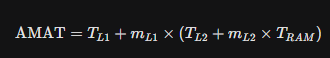 AMAT = T_{L1} + m_{L1} × (T_{L2} + m_{L2} × T_{RAM})